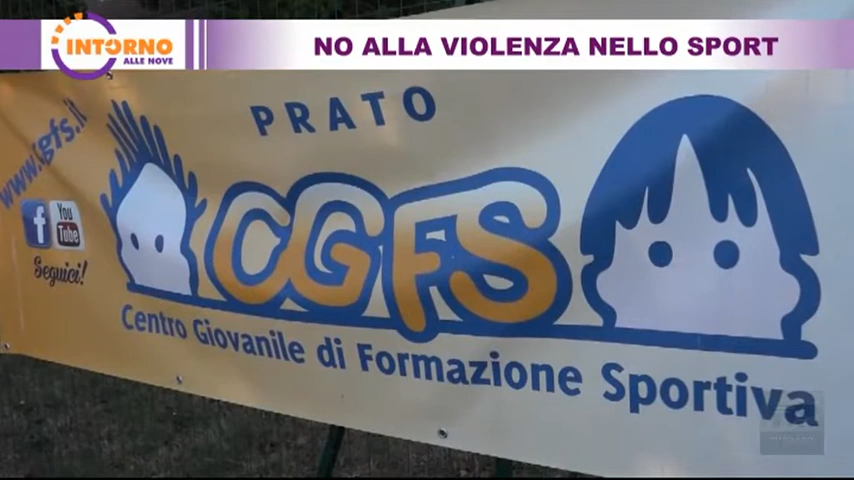 INTORNO
ALLE NOVE
NO ALLA VIOLENZA NELLO SPORT
PRATO
www.cgfs.it
f
You
Tube
Seguici!
CGFS
Centro Giovanile di Formazione Sportiva